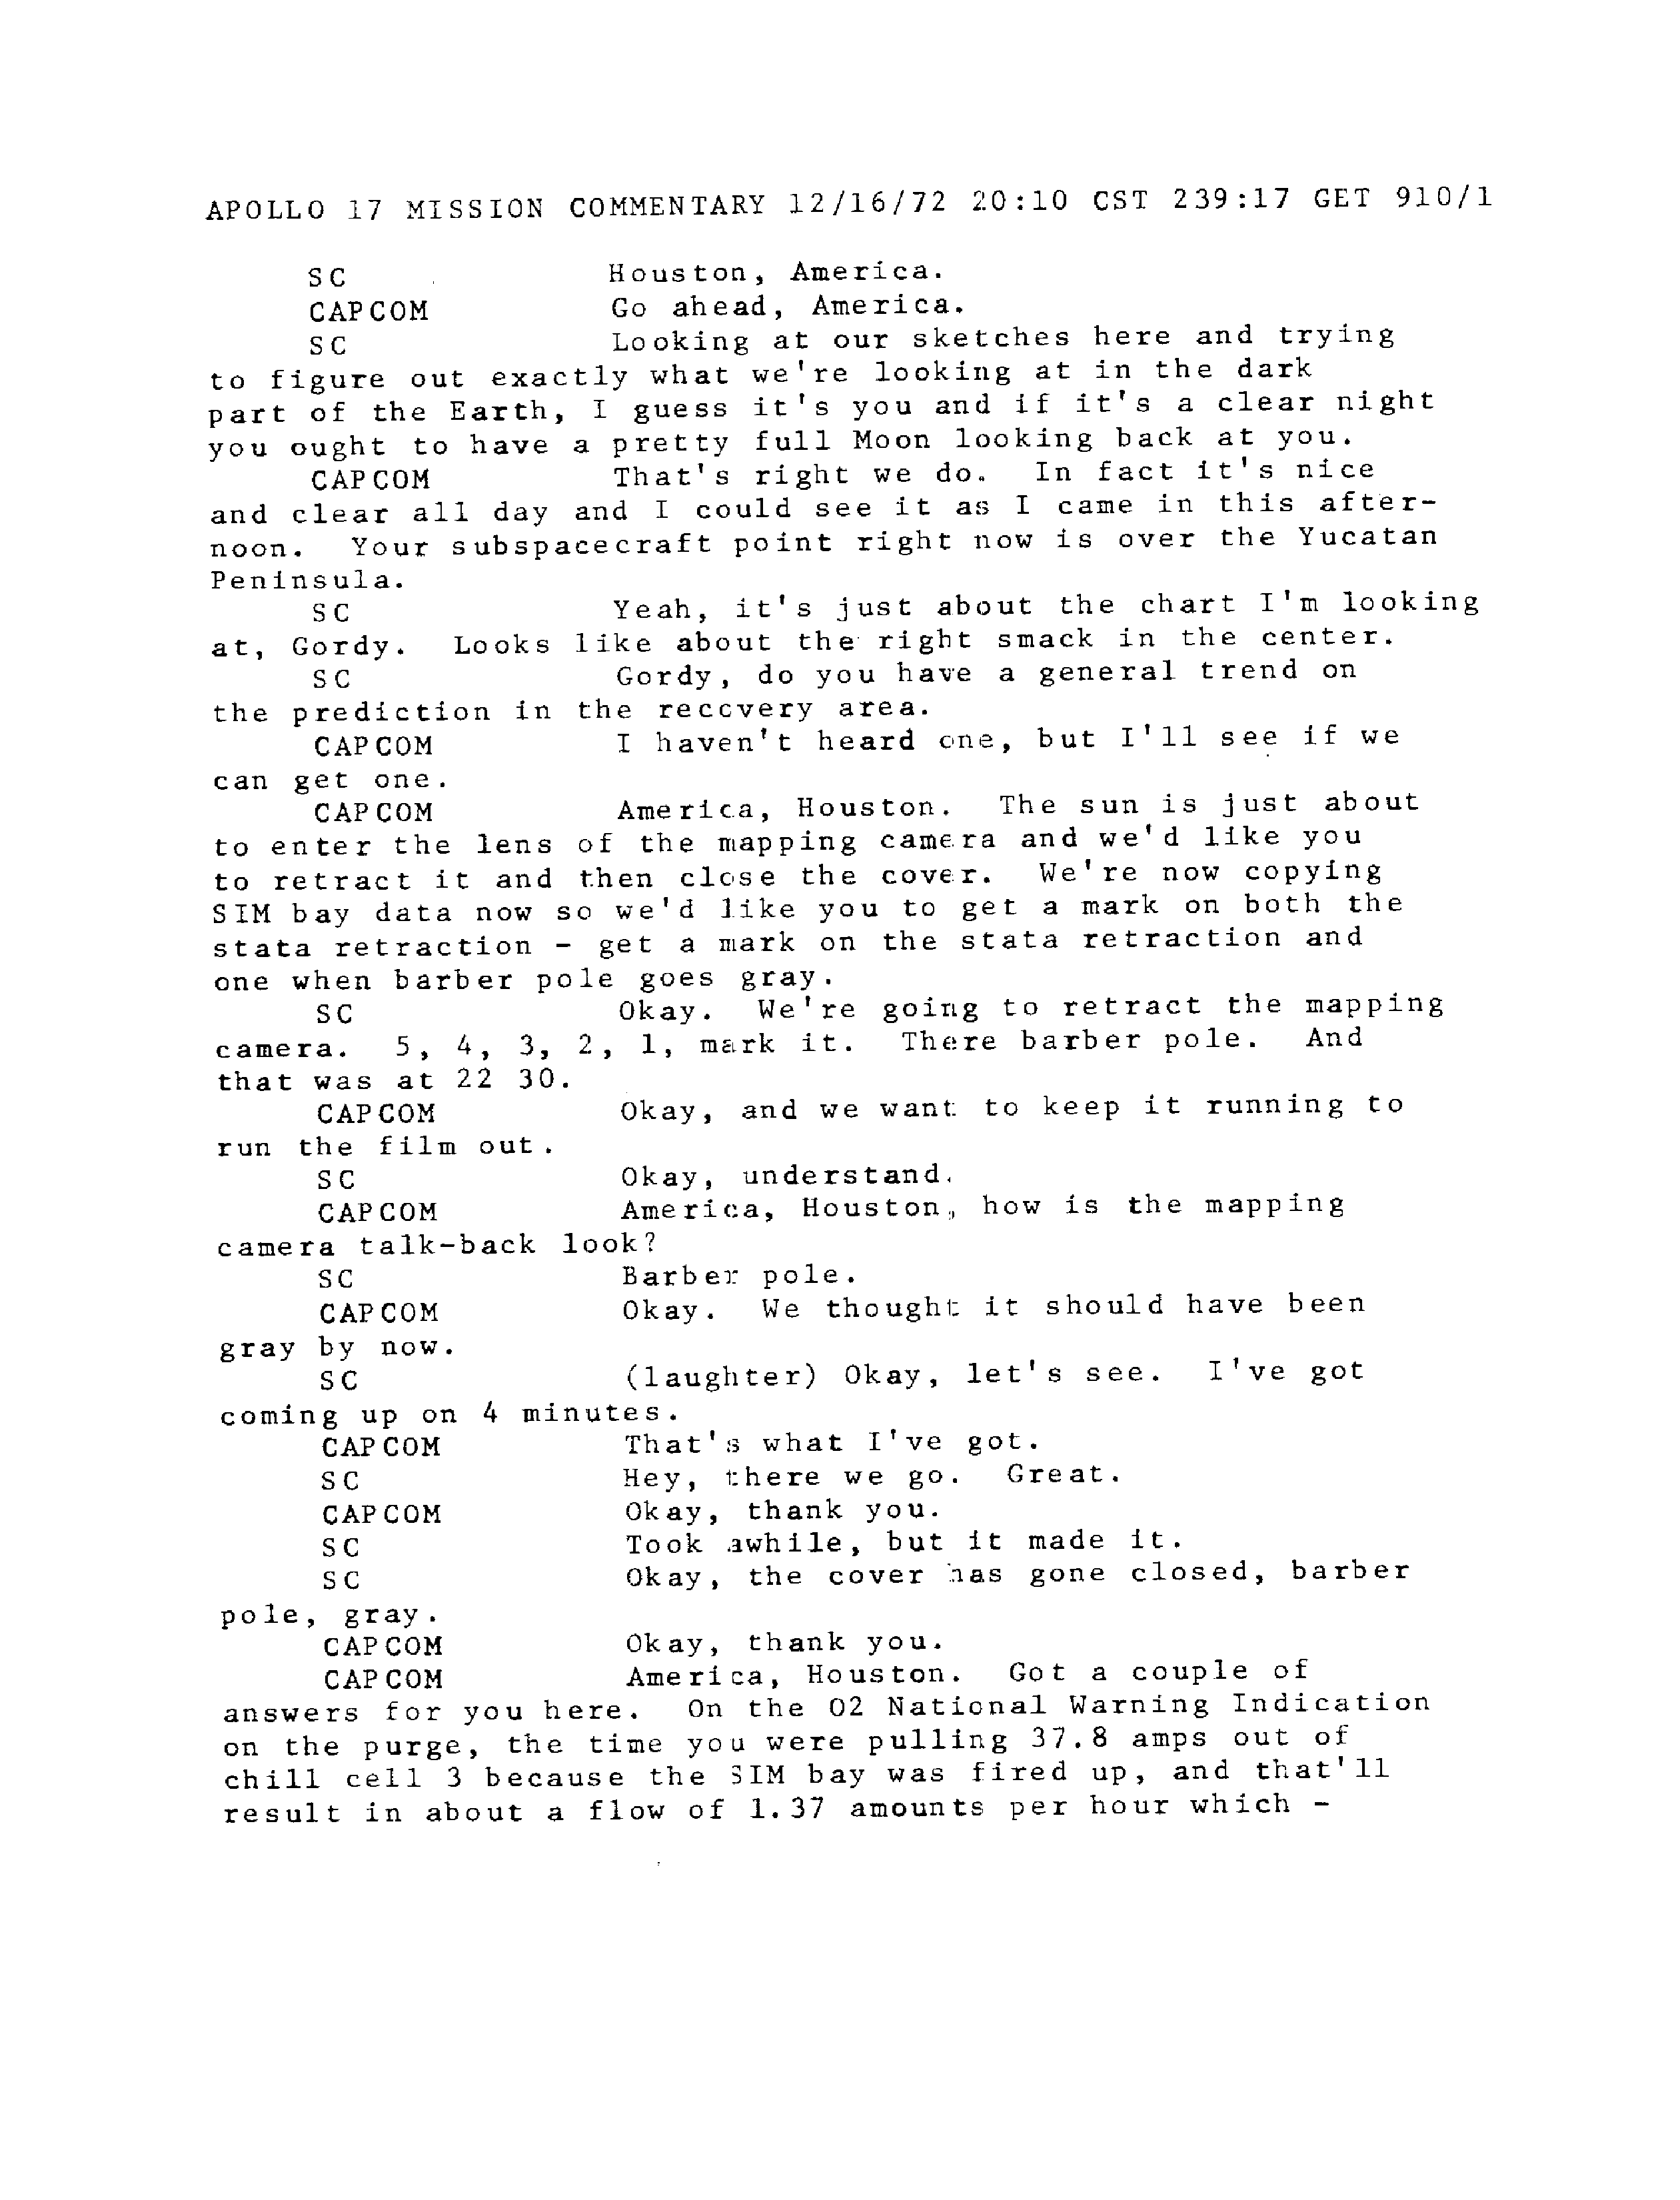 APOLLO 17 MISSION COMMENTARY 12/16/72 20:10 CST 239:17 GET 910/1
SC Houston, America.
CAPCOM Go ahead, America.
SC Looking at our sketches here and trying
to figure out exactly what we're looking at in the dark
part of the Earth, I guess it's you and if it's a clear night
you ought to have a pretty full Moon looking back at you.
CAPCOM That's right we do. In fact it's nice
and clear all day and I could see it as I came in this after-
noon. Your subspacecraft point right now is over the Yucatan
Peninsula.
SC Yeah, it's just about the chart I'm looking
at, Gordy. Looks like about the right smack in the center.
SC Gordy, do you have a general trend on
the prediction in the recovery area.
CAPCOM I haven't heard one, but I'll see if we
can get one.
CAPCOM America, Houston. The sun is just about
to enter the lens of the mapping camera and we'd like you
to retract it and then close the cover. We're now copying
SIM bay data now so we'd like you to get a mark on both the
stata retraction - get a mark on the stata retraction and
one when barber pole goes gray.
SC Okay. We're going to retract the mapping
camera. 5, 4, 3, 2, 1, mark it. There barber pole. And
that was at 22 30.
CAPCOM Okay, and we want to keep it running to
run the film out.
SC Okay, understand.
CAPCOM America, Houston, how is the mapping
camera talk-back look?
SC Barber pole.
CAPCOM Okay. We thought it should have been
gray by now.
SC (laughter) Okay, let's see. I've got
coming up on 4 minutes.
CAPCOM That's what I've got.
SC Hey, there we go. Great.
CAPCOM Okay, thank you.
SC Took awhile, but it made it.
SC Okay, the cover has gone closed, barber
pole, gray.
CAPCOM Okay, thank you.
CAPCOM America, Houston. Got a couple of
answers for you here. On the O2 National Warning Indication
on the purge, the time you were pulling 37.8 amps out of
chill cell 3 because the SIM bay was fired up, and that'll
result in about a flow of 1.37 amounts per hour which -